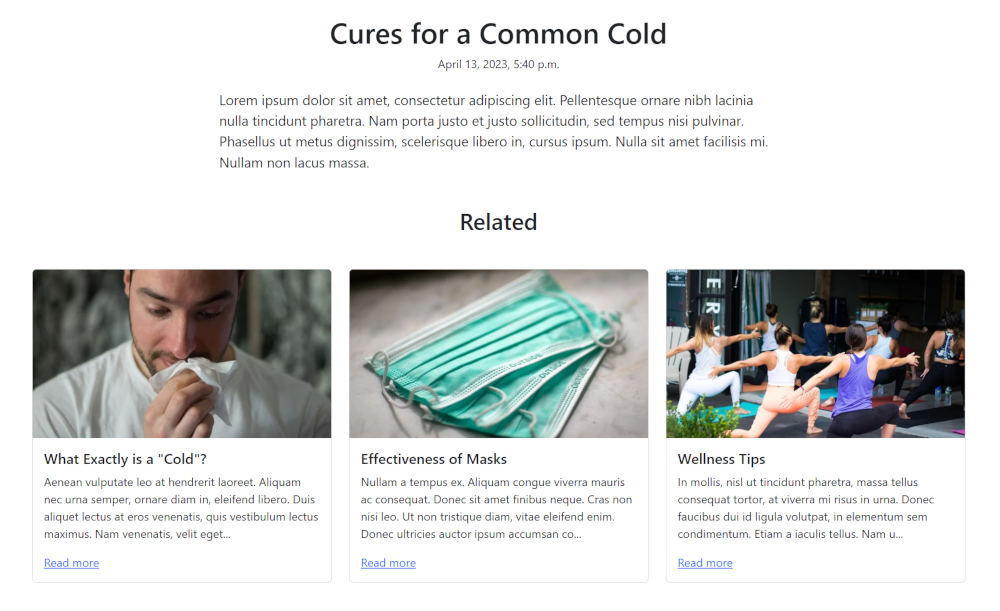 Cures for a Common Cold
April 13, 2023, 5:40 p.m.
Lorem ipsum dolor sit amet, consectetur adipiscing elit. Pellentesque ornare nibh lacinia
nulla tincidunt pharetra. Nam porta justo et justo sollicitudin, sed tempus nisi pulvinar.
Phasellus ut metus dignissim, scelerisque libero in, cursus ipsum. Nulla sit amet facilisis mi.
Nullam non lacus massa.
Related
OUTSIDE
OUTSIDE
OUTSIDE
E
R
Y
What Exactly is a "Cold"?
Aenean vulputate leo at hendrerit laoreet. Aliquam
nec urna semper, ornare diam in, eleifend libero. Duis
aliquet lectus at eros venenatis, quis vestibulum lectus
maximus. Nam venenatis, velit eget...
Read more
Effectiveness of Masks
Nullam a tempus ex. Aliquam congue viverra mauris
ac consequat. Donec sit amet finibus neque. Cras non
nisi leo. Ut non tristique diam, vitae eleifend enim.
Donec ultricies auctor ipsum accumsan co...
Read more
Wellness Tips
In mollis, nisl ut tincidunt pharetra, massa tellus
consequat tortor, at viverra mi risus in urna. Donec
faucibus dui id ligula volutpat, in elementum sem
condimentum. Etiam a iaculis tellus. Nam u...
Read more